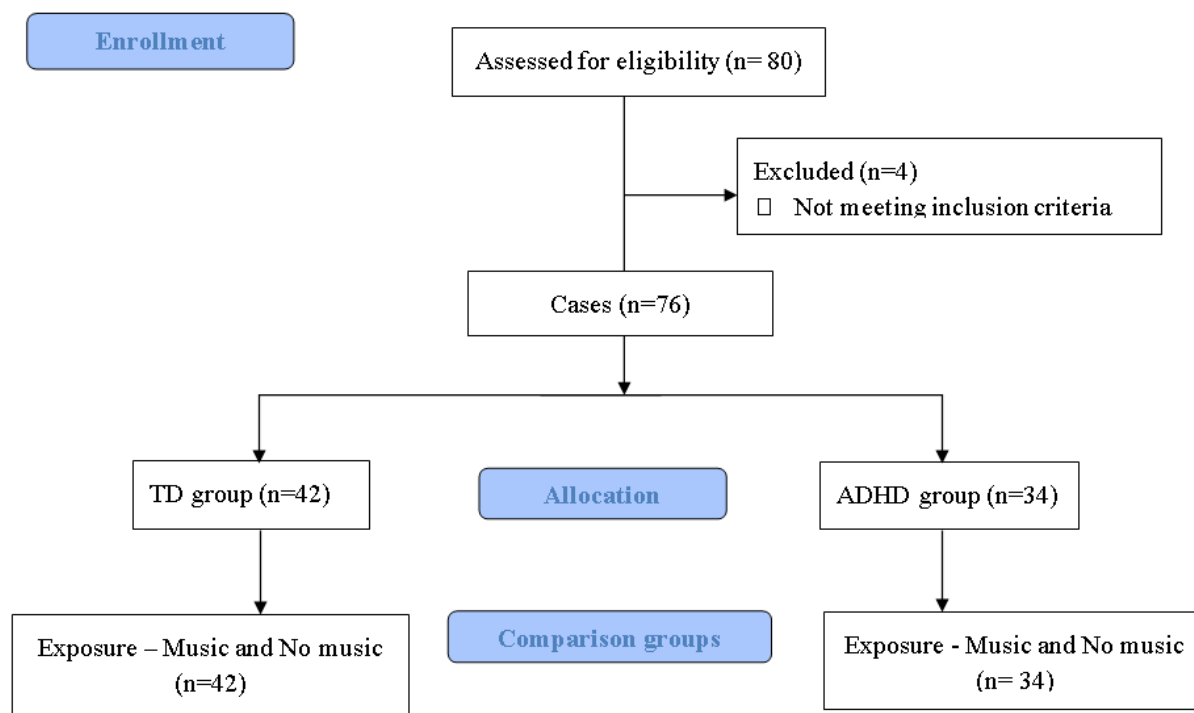 Enrollment
Assessed for eligibility (n= 80)
Excluded (n=4)
□ Not meeting inclusion criteria
Cases (n=76)
TD group (n=42)
Allocation
ADHD group (n=34)
Exposure – Music and No music
(n=42)
Comparison groups
Exposure - Music and No music
(n= 34)